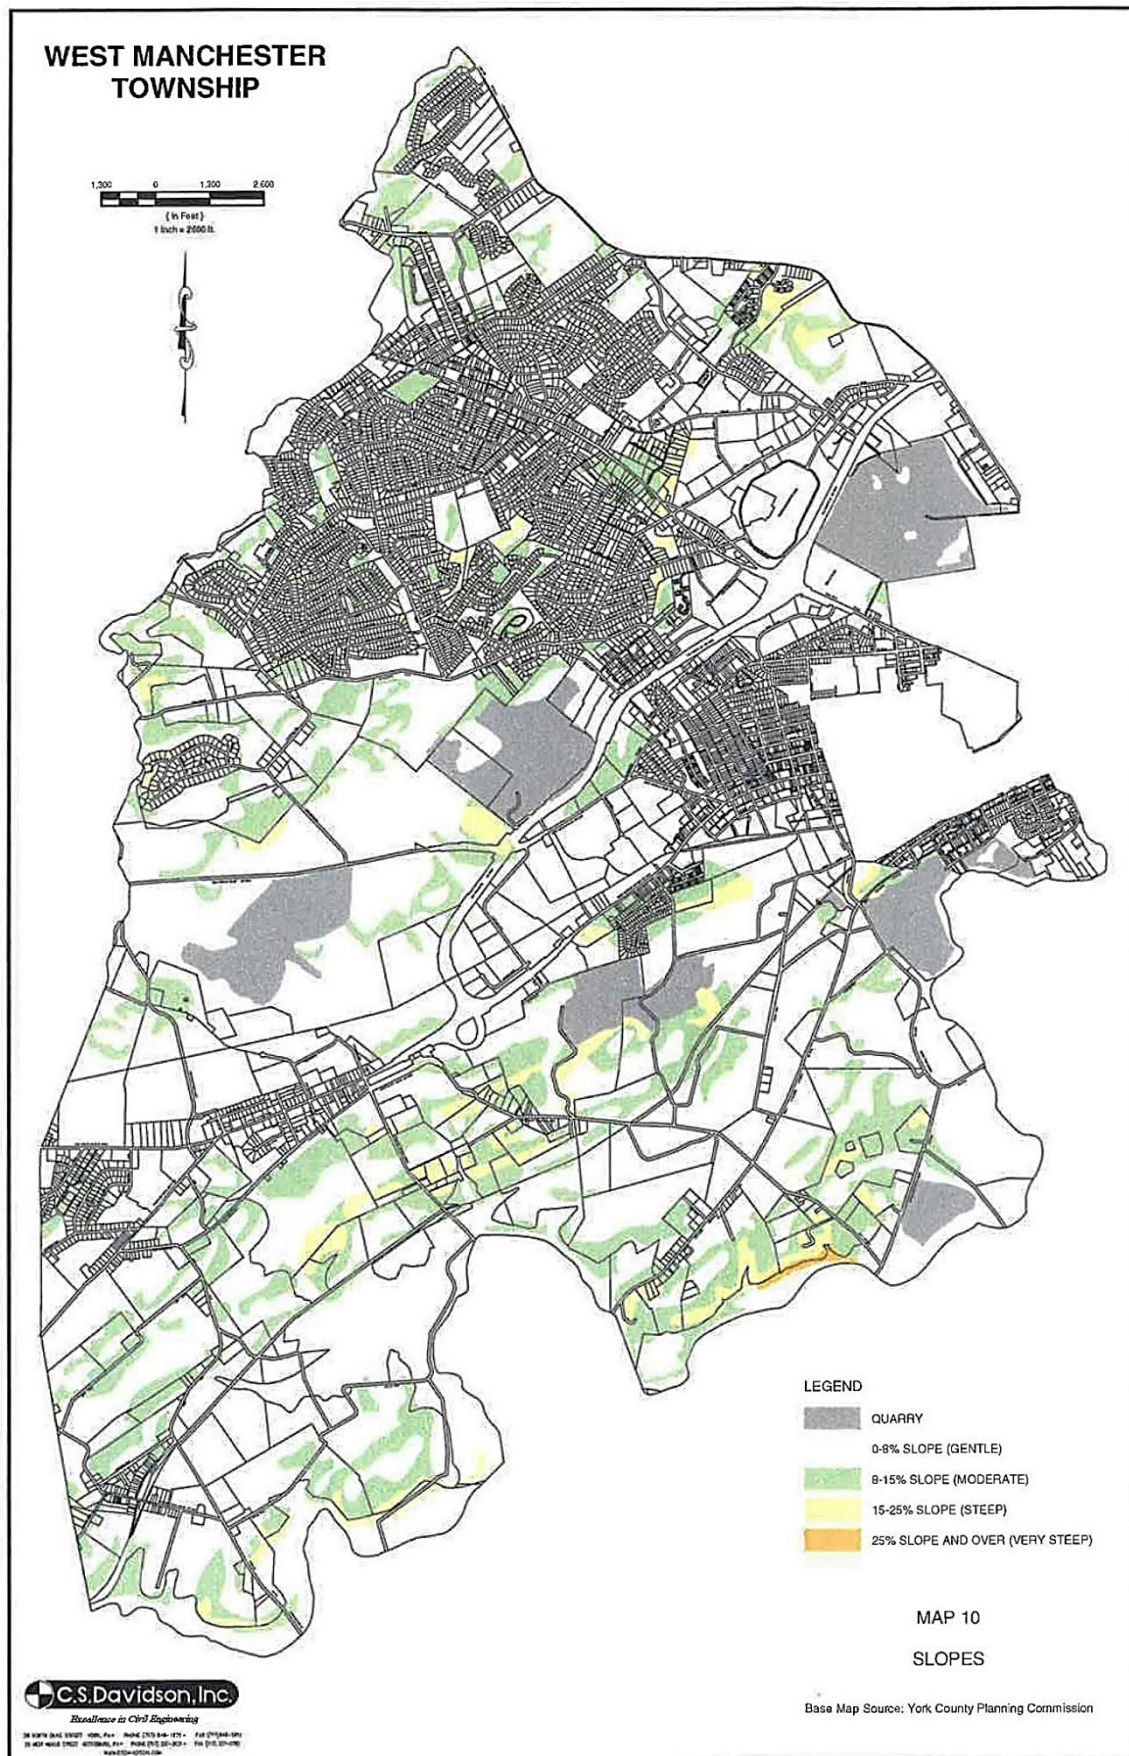 WEST MANCHESTER
TOWNSHIP
1,300 0 1,300 2,600
( In Feet )
1 inch = 2600 ft.
LEGEND
QUARRY
0-8% SLOPE (GENTLE)
8-15% SLOPE (MODERATE)
15-25% SLOPE (STEEP)
25% SLOPE AND OVER (VERY STEEP)
MAP 10
SLOPES
Base Map Source: York County Planning Commission
C.S.Davidson,Inc.
Excellence in Civil Engineering